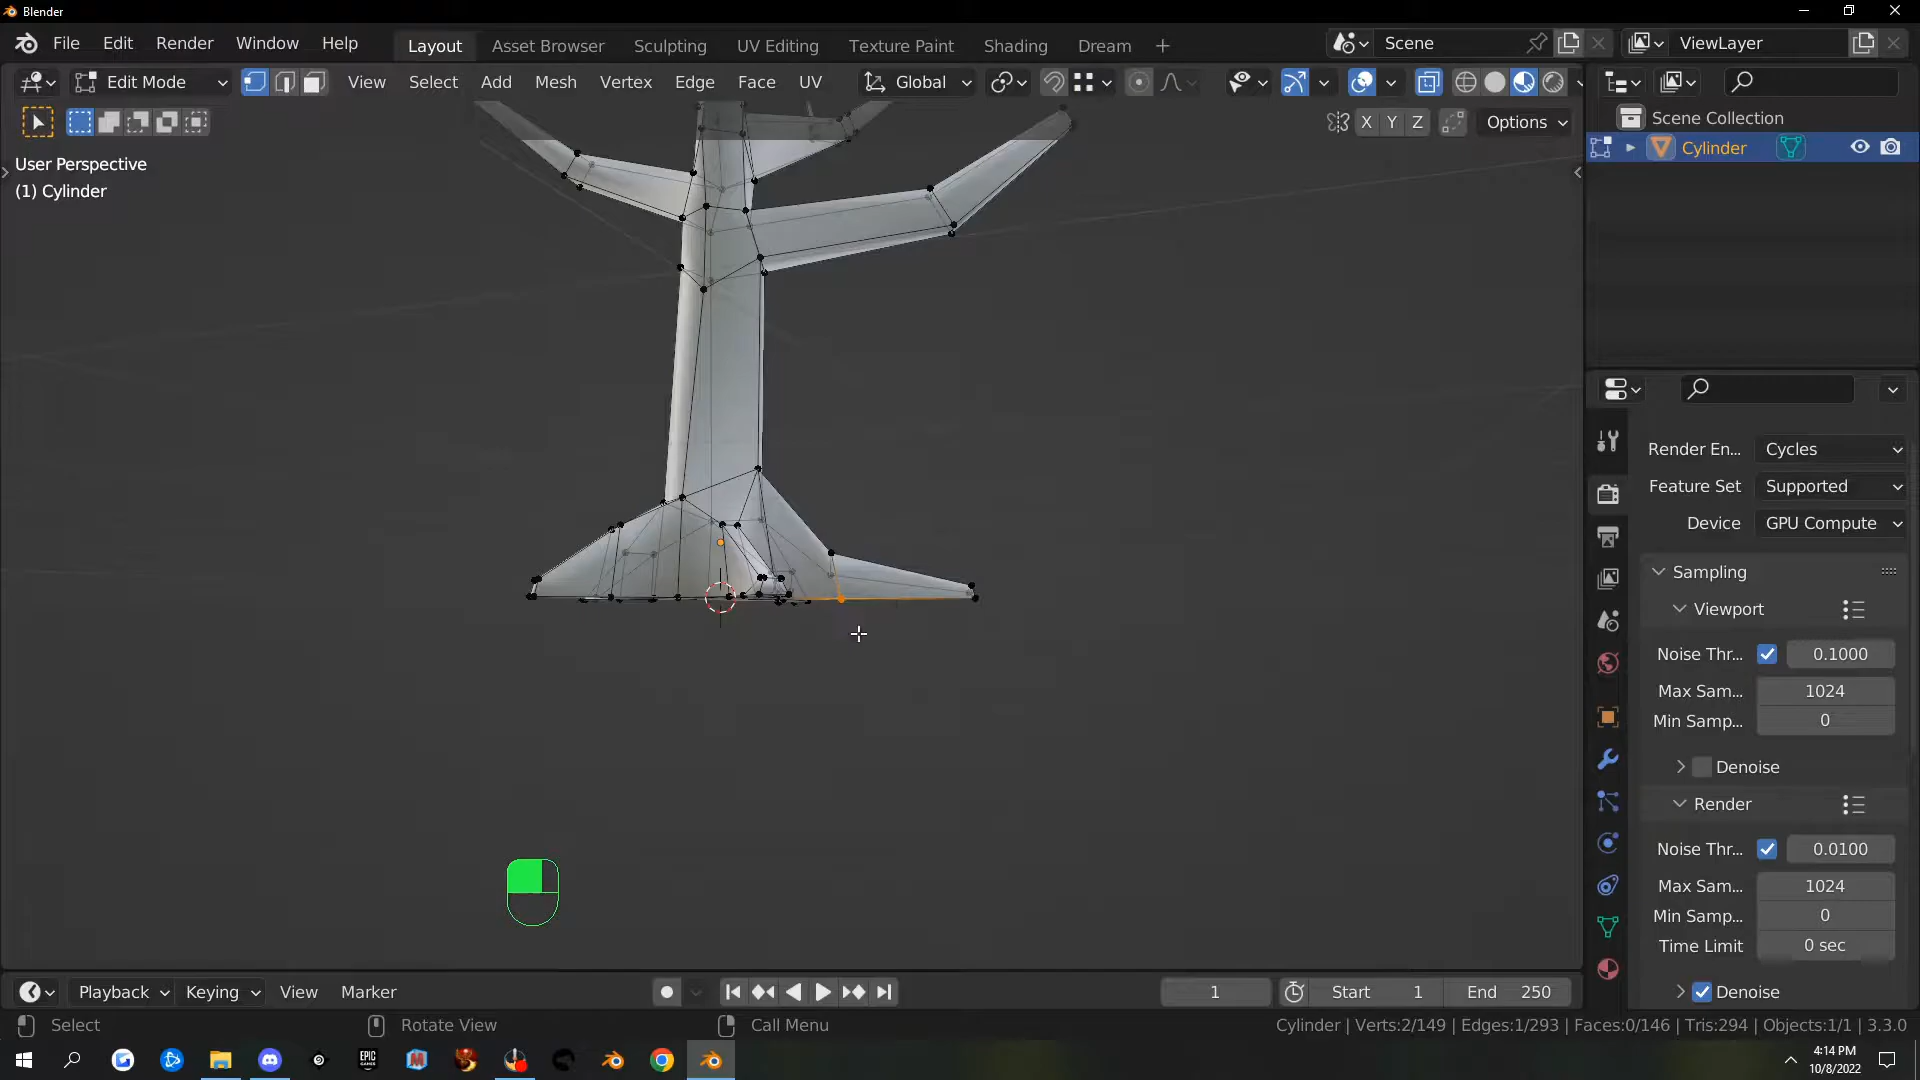 Blender
File Edit Render Window Help Layout Asset Browser Sculpting UV Editing Texture Paint Shading Dream Scene ViewLayer
Edit Mode View Select Add Mesh Vertex Edge Face UV Global
X Y Z Options
Scene Collection
Cylinder
User Perspective
(1) Cylinder
Render En... Cycles
Feature Set Supported
Device GPU Compute
Sampling
Viewport
Noise Thr... 0.1000
Max Sam... 1024
Min Samp... 0
Denoise
Render
Noise Thr... 0.0100
Max Sam... 1024
Min Samp... 0
Time Limit 0 sec
Denoise
Playback Keying View Marker 1 Start 1 End 250
Select Rotate View Call Menu Cylinder | Verts:2/149 | Edges:1/293 | Faces:0/146 | Tris:294 | Objects:1/1 | 3.3.0
EPIC GAMES
4:14 PM
10/8/2022